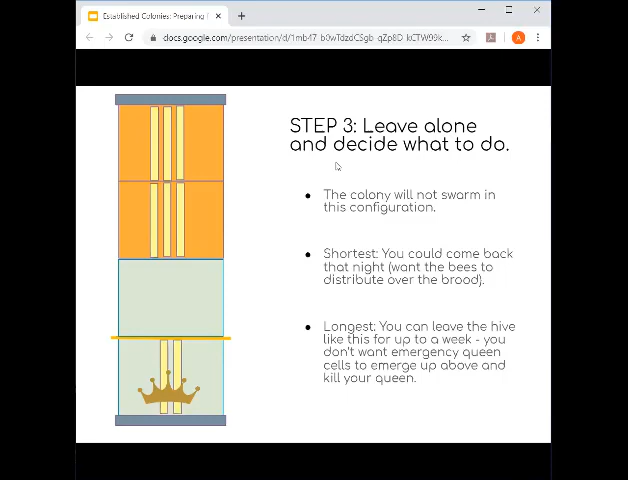 Established Colonies: Preparing f
docs.google.com/presentation/d/1mb47_b0wTdzdCSgb-qZp8D_kCTW99k...
A
STEP 3: Leave alone
and decide what to do.
The colony will not swarm in
this configuration.
Shortest: You could come back
that night (want the bees to
distribute over the brood).
Longest: You can leave the hive
like this for up to a week - you
don't want emergency queen
cells to emerge up above and
kill your queen.